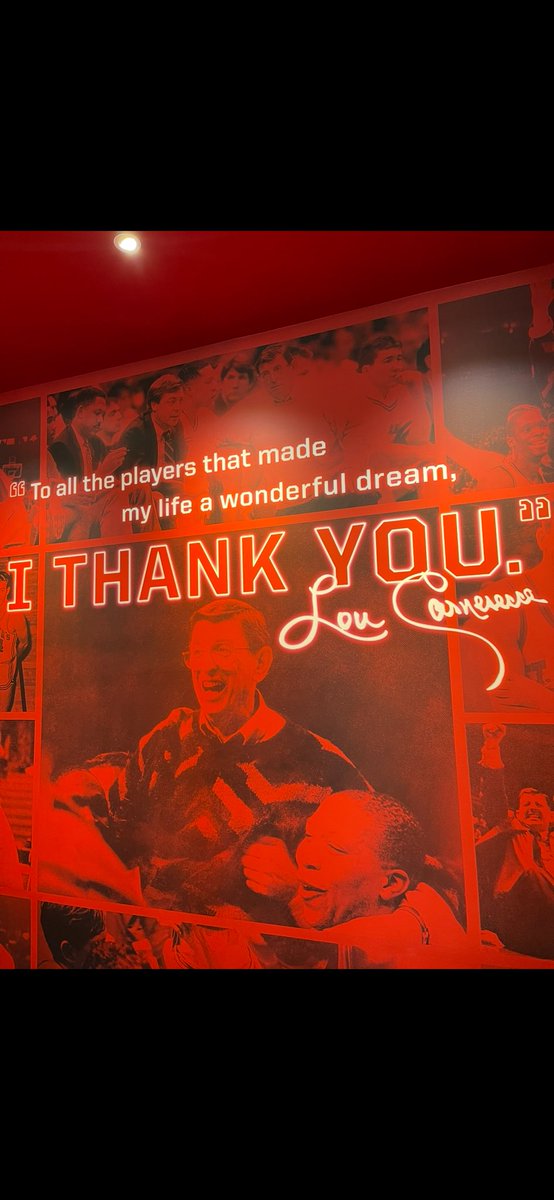 “To all the players that made
my life a wonderful dream,
I THANK YOU.”
Lou Carnesecca